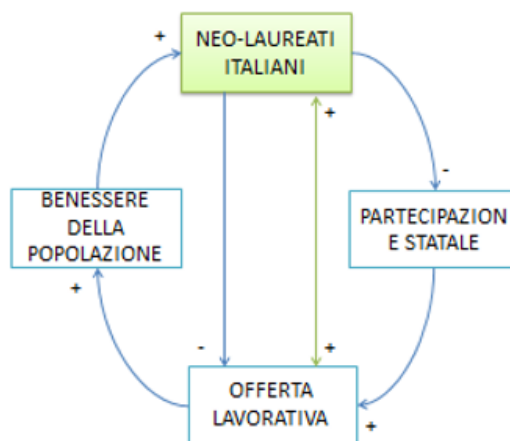 +
NEO-LAUREATI
ITALIANI
+
-
BENESSERE
DELLA
POPOLAZIONE
PARTECIPAZION
E STATALE
+
-
+
OFFERTA
LAVORATIVA
+